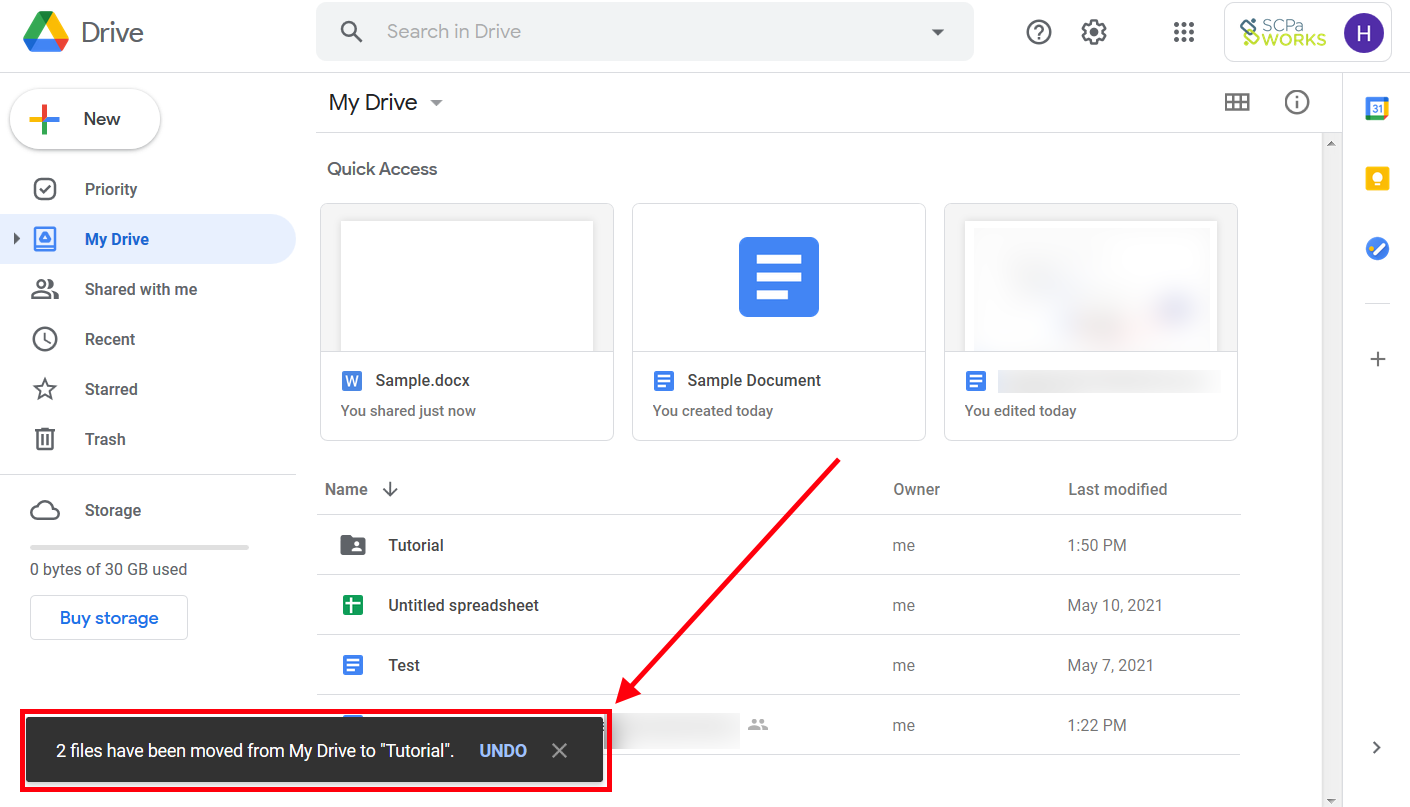 Drive
Search in Drive
SCPa
WORKS
H
New
Priority
My Drive
Shared with me
Recent
Starred
Trash
Storage
0 bytes of 30 GB used
Buy storage
My Drive
Quick Access
W Sample.docx
You shared just now
Sample Document
You created today
You edited today
Name Owner Last modified
Tutorial me 1:50 PM
Untitled spreadsheet me May 10, 2021
Test me May 7, 2021
me 1:22 PM
2 files have been moved from My Drive to "Tutorial". UNDO
31